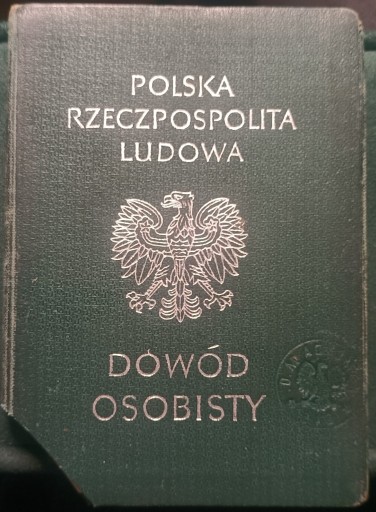 POLSKA
RZECZPOSPOLITA
LUDOWA
DOWÓD
OSOBISTY